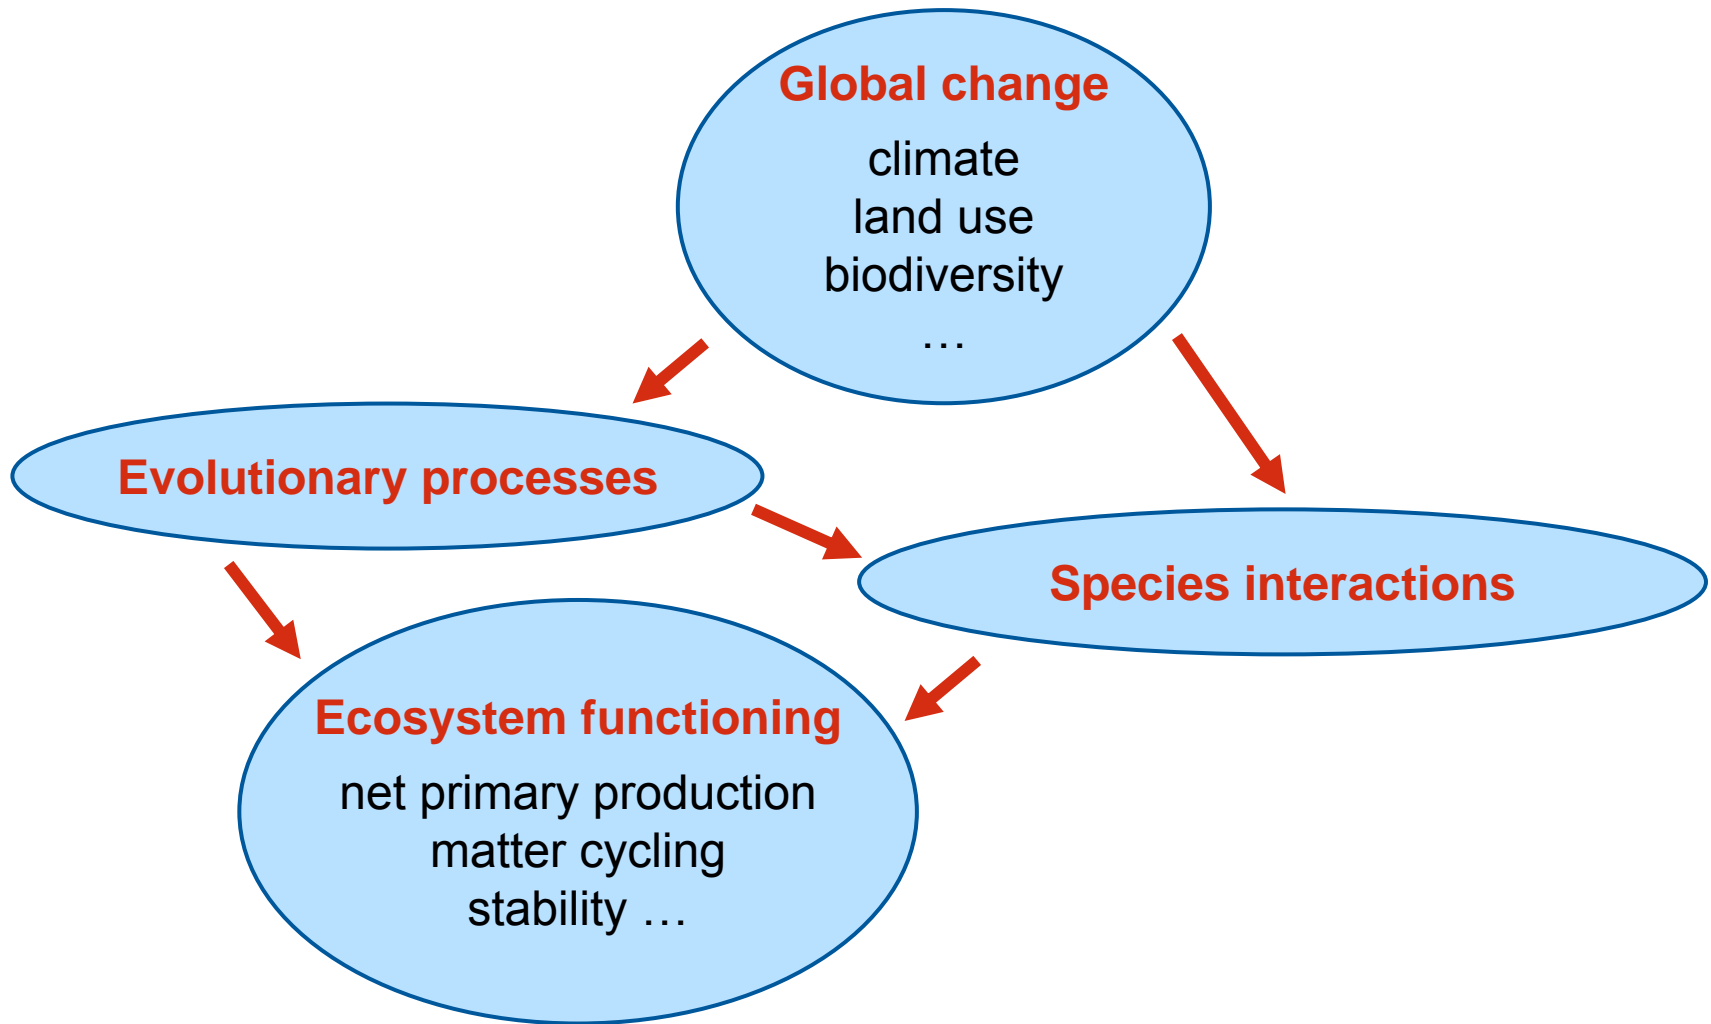 Global change
climate
land use
biodiversity
…
Evolutionary processes
Species interactions
Ecosystem functioning
net primary production
matter cycling
stability …